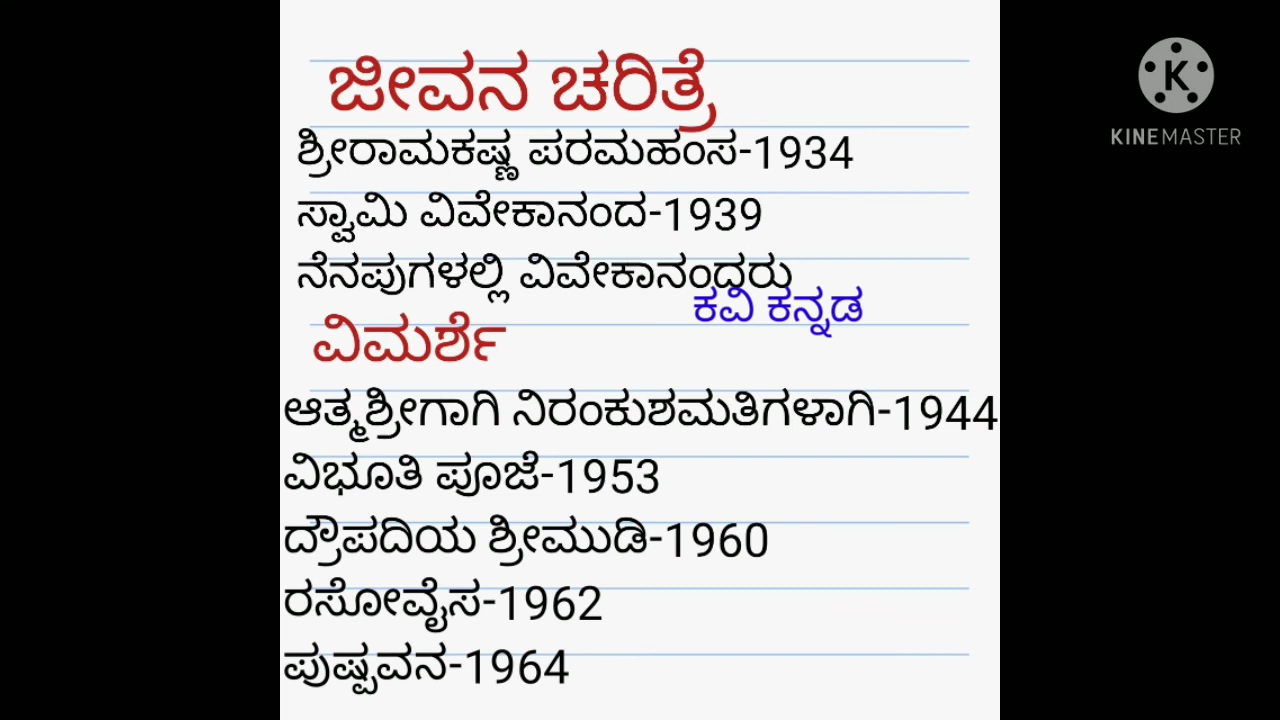 ಜೀವನ ಚರಿತ್ರೆ
ಶ್ರೀರಾಮಕಷ್ಣ ಪರಮಹಂಸ-1934
ಸ್ವಾಮಿ ವಿವೇಕಾನಂದ-1939
ನೆನಪುಗಳಲ್ಲಿ ವಿವೇಕಾನಂದರು
ಕವಿ ಕನ್ನಡ
ವಿಮರ್ಶೆ
ಆತ್ಮಶ್ರೀಗಾಗಿ ನಿರಂಕುಶಮತಿಗಳಾಗಿ-1944
ವಿಭೂತಿ ಪೂಜೆ-1953
ದ್ರೌಪದಿಯ ಶ್ರೀಮುಡಿ-1960
ರಸೋವೈಸ-1962
ಪುಷ್ಪವನ-1964
K
KINEMASTER